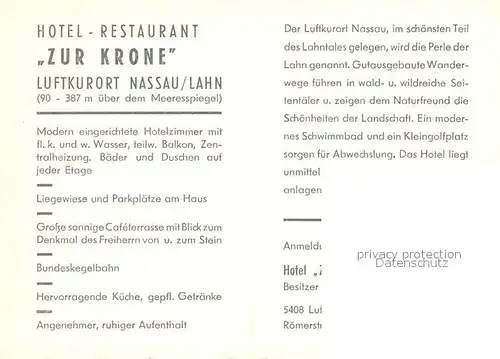 HOTEL - RESTAURANT
„ZUR KRONE"
LUFTKURORT NASSAU/LAHN
(90 - 387 m über dem Meeresspiegel)
Modern eingerichtete Hotelzimmer mit
fl. k. und w. Wasser, teilw. Balkon, Zen-
tralheizung. Bäder und Duschen auf
jeder Etage
Liegewiese und Parkplätze am Haus
Große sonnige Caféterrasse mit Blick zum
Denkmal des Freiherrn von u. zum Stein
Bundeskegelbahn
Hervorragende Küche, gepfl. Getränke
Angenehmer, ruhiger Aufenthalt
Der Luftkurort Nassau, im schönsten Teil
des Lahntales gelegen, wird die Perle der
Lahn genannt. Gutausgebaute Wander-
wege führen in wald- u. wildreiche Sei-
tentäler u. zeigen dem Naturfreund die
Schönheiten der Landschaft. Ein moder-
nes Schwimmbad und ein Kleingolfplatz
sorgen für Abwechslung. Das Hotel liegt
unmittel
anlagen
Anmeldu
Hotel „
Besitzer
5408 Lu
Römerst
privacy protection
Datenschutz